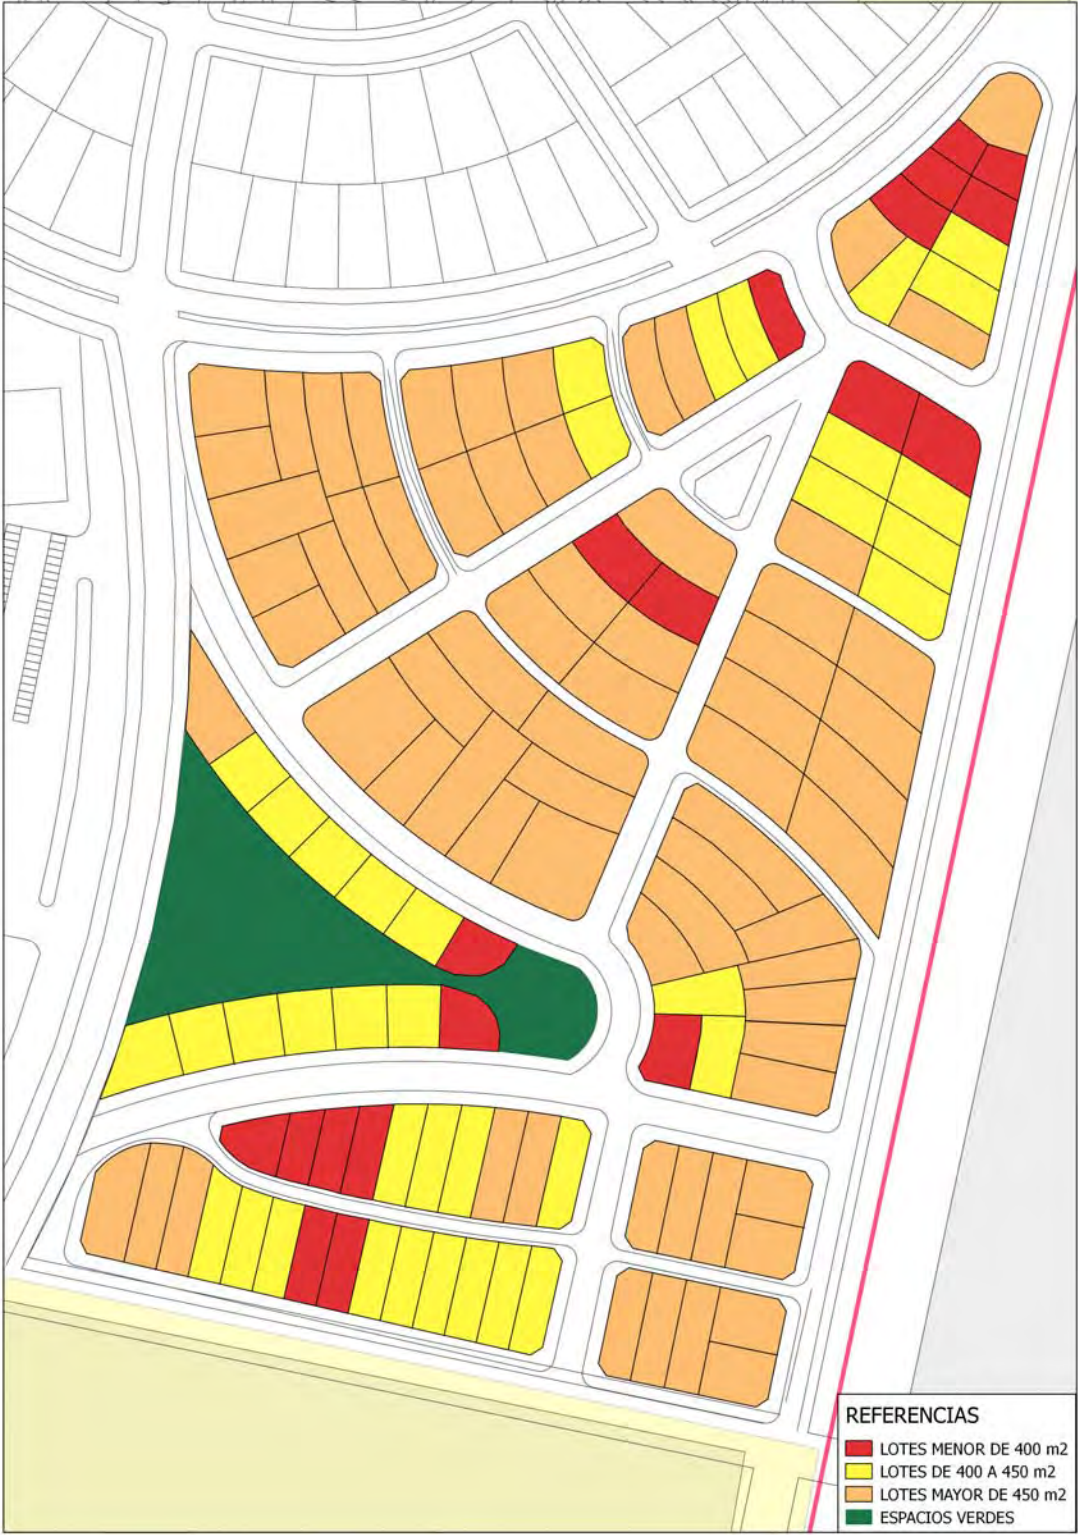 REFERENCIAS
LOTES MENOR DE 400 m2
LOTES DE 400 A 450 m2
LOTES MAYOR DE 450 m2
ESPACIOS VERDES